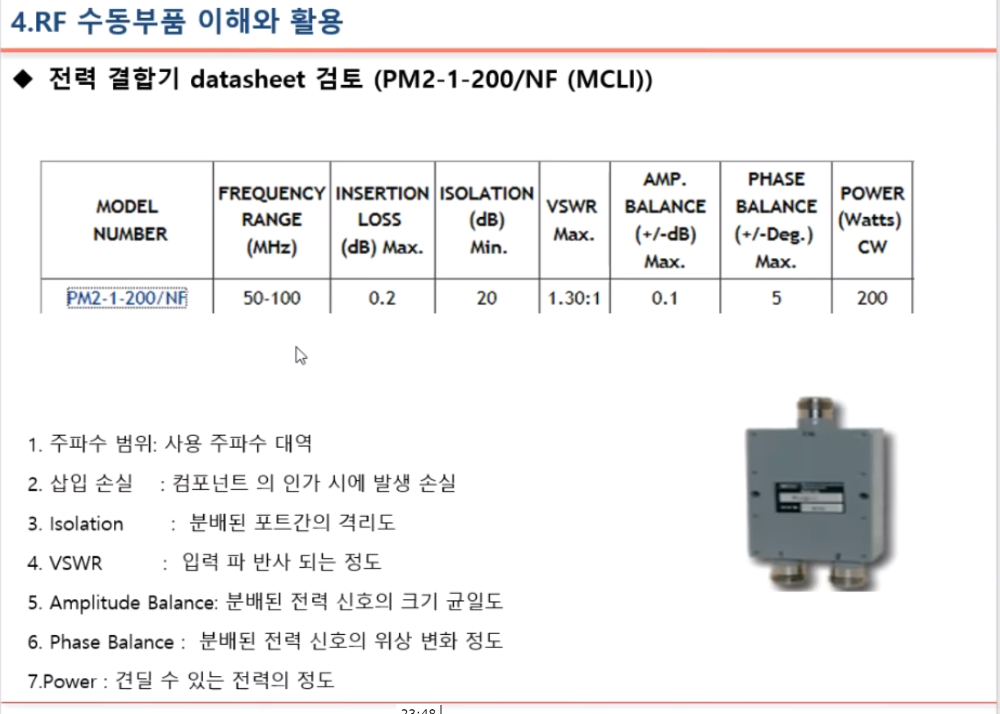 4.RF 수동부품 이해와 활용
◆ 전력 결합기 datasheet 검토 (PM2-1-200/NF (MCLI))
MODEL NUMBER
FREQUENCY RANGE (MHz)
INSERTION LOSS (dB) Max.
ISOLATION (dB) Min.
VSWR Max.
AMP. BALANCE (+/-dB) Max.
PHASE BALANCE (+/-Deg.) Max.
POWER (Watts) CW
PM2-1-200/NF 50-100 0.2 20 1.30:1 0.1 5 200
1. 주파수 범위: 사용 주파수 대역
2. 삽입 손실 : 컴포넌트 의 인가 시에 발생 손실
3. Isolation : 분배된 포트간의 격리도
4. VSWR : 입력 파 반사 되는 정도
5. Amplitude Balance: 분배된 전력 신호의 크기 균일도
6. Phase Balance : 분배된 전력 신호의 위상 변화 정도
7.Power : 견딜 수 있는 전력의 정도
23:48